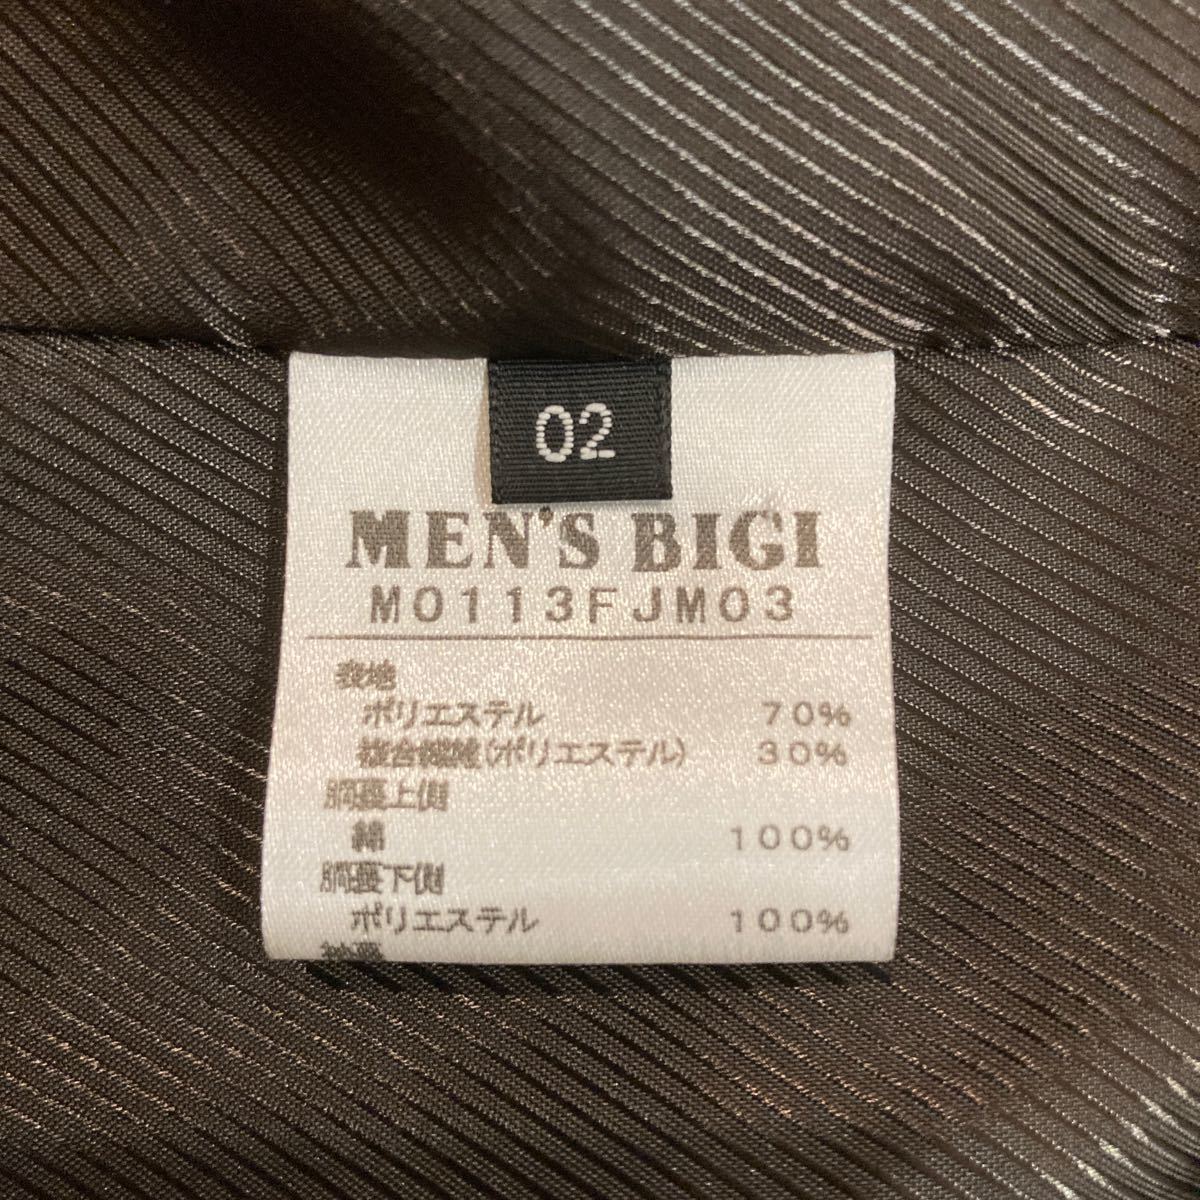 02
MEN'S BIGI
M0113FJM03
表地
ポリエステル 70%
複合繊維(ポリエステル) 30%
胴裏上側
綿 100%
胴裏下側
ポリエステル 100%
袖裏